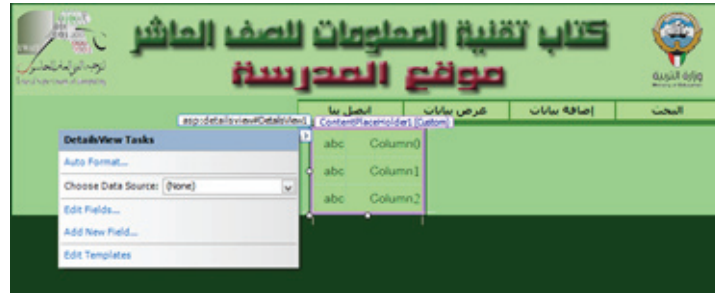 كتاب تقنية المعلومات للصف العاشر
موقع المدرسة
وزارة التربية
البحث
إضافة بيانات
عرض بيانات
اتصل بنا
asp:detailsview#DetailsView1
ContentPlaceHolder1 (Custom)
DetailsView Tasks
Auto Format...
Choose Data Source: (None)
Edit Fields...
Add New Field...
Edit Templates
abc Column0
abc Column1
abc Column2